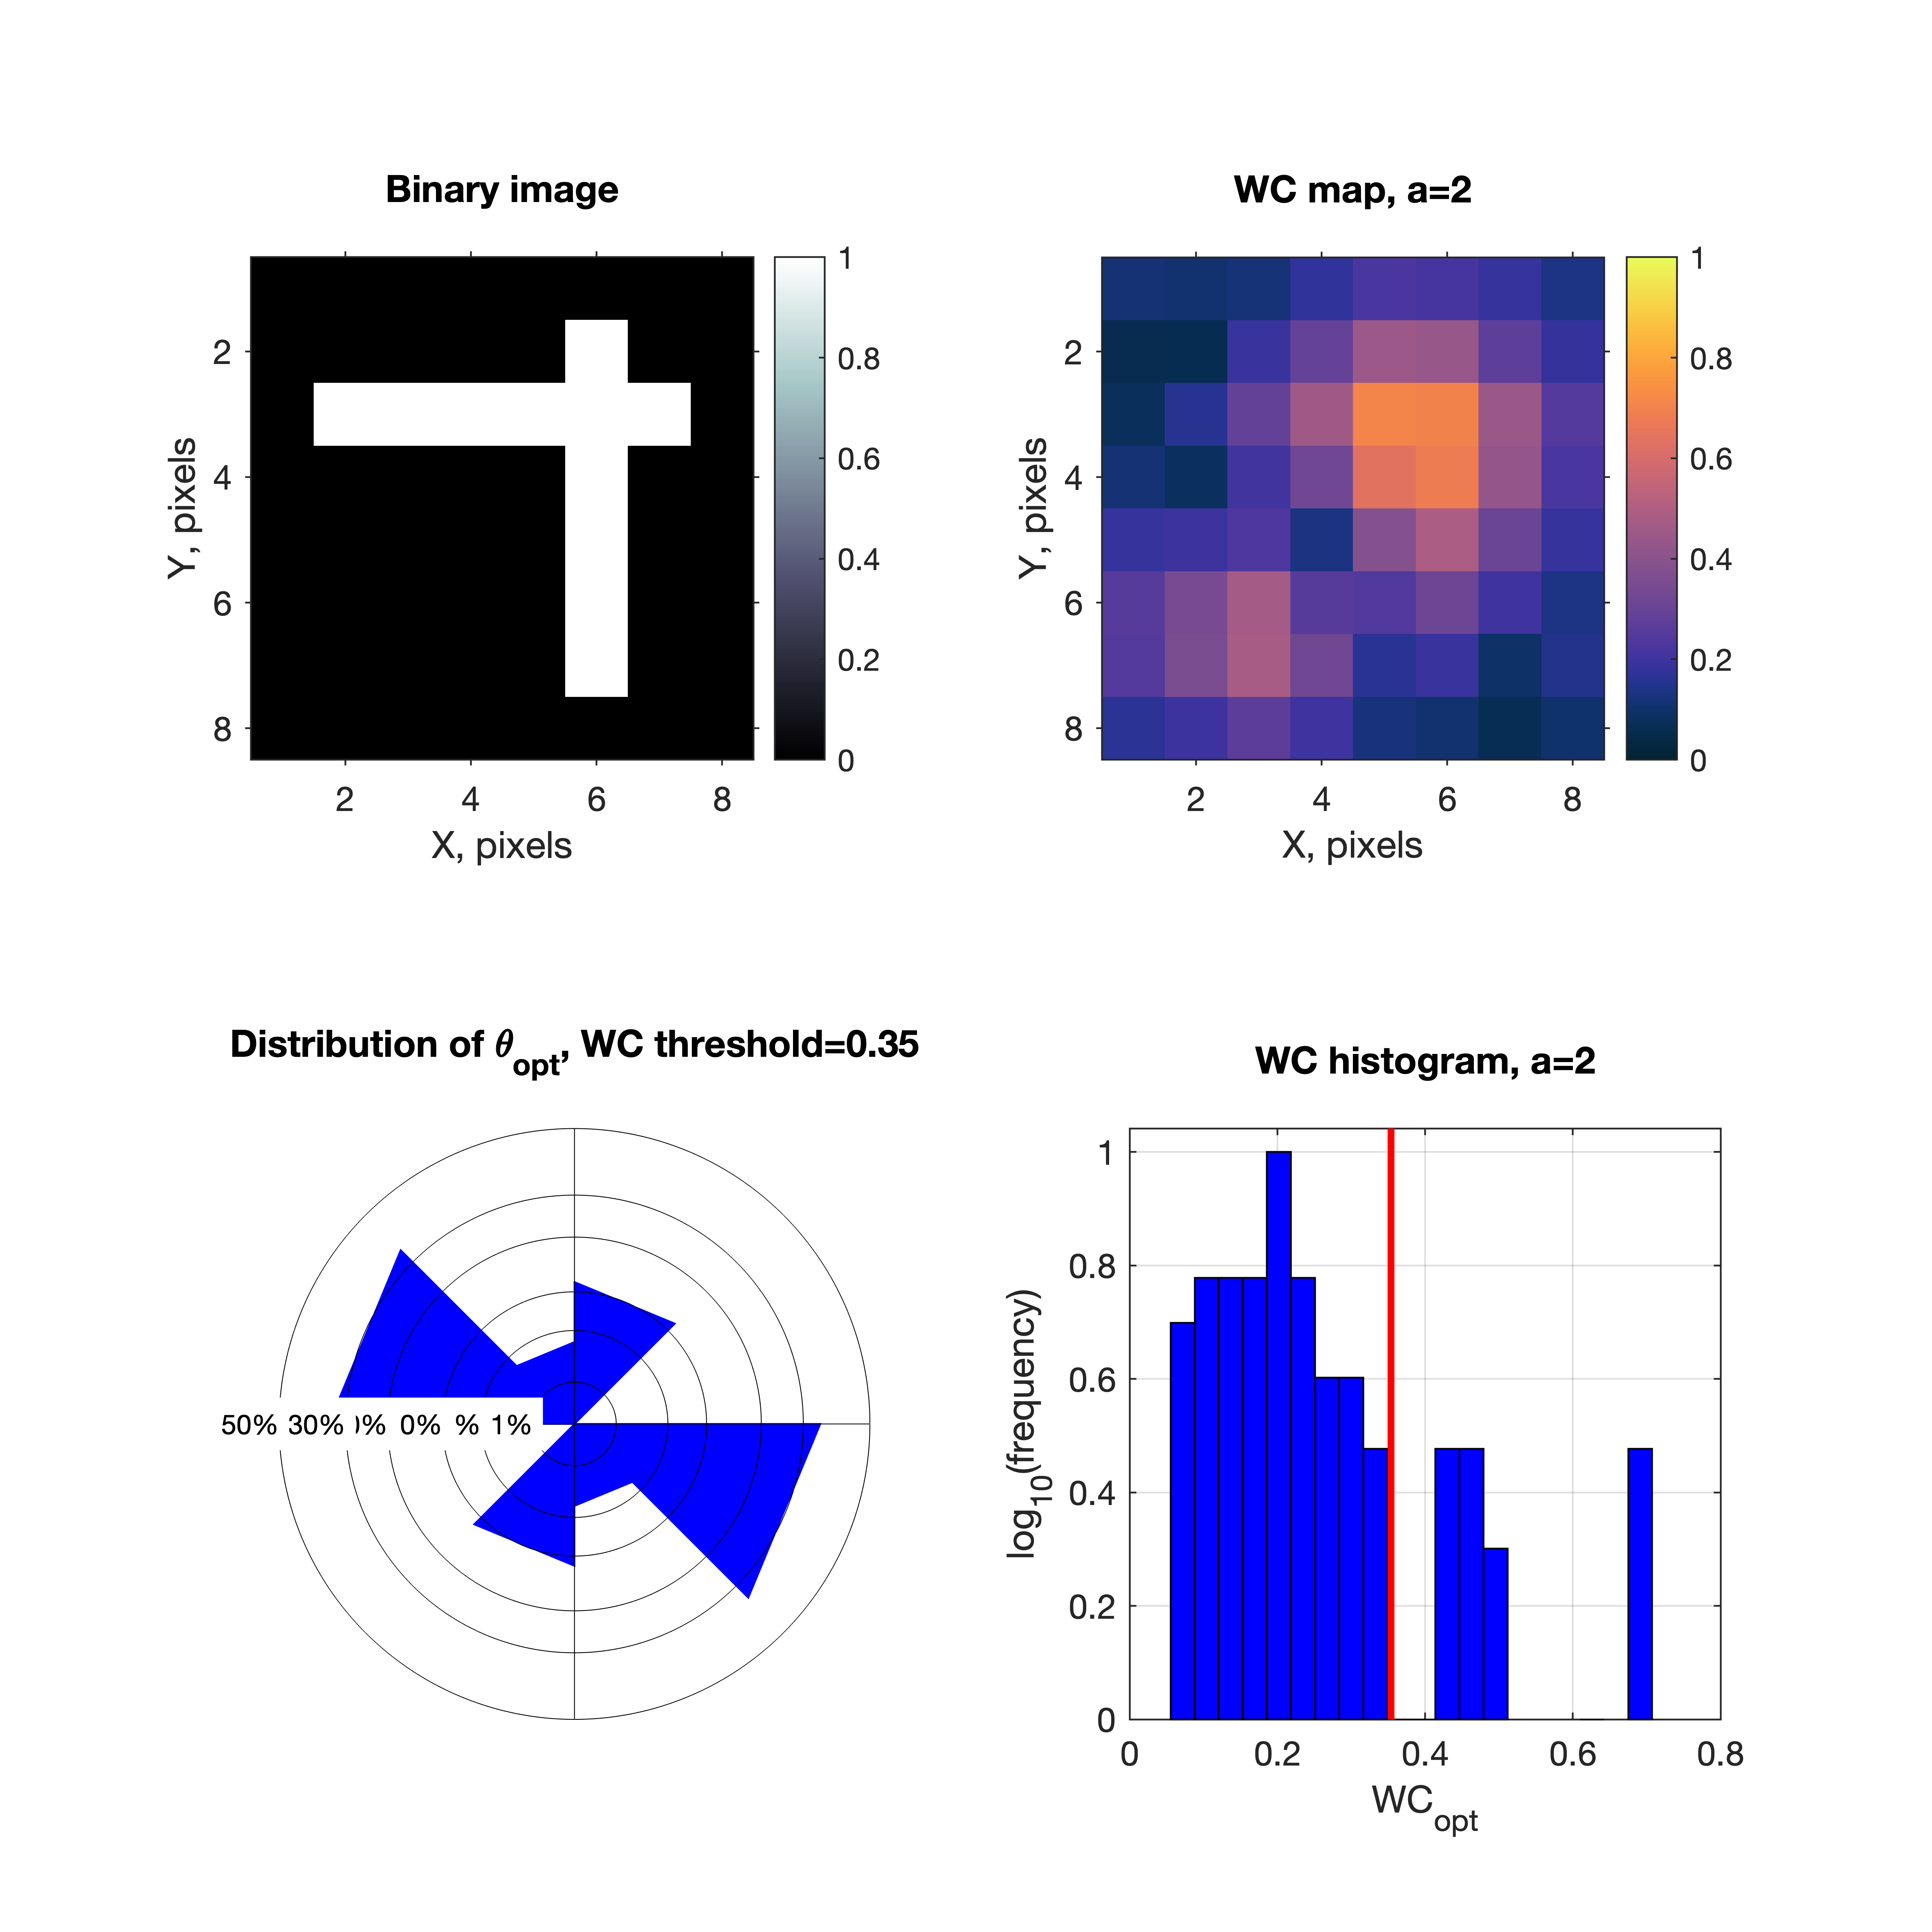 Binary image
WC map, a=2
1
0.8
0.6
0.4
0.2
0
2
4
6
8
Y, pixels
2 4 6 8
X, pixels
1
0.8
0.6
0.4
0.2
0
2
4
6
8
Y, pixels
2 4 6 8
X, pixels
Distribution of θopt, WC threshold=0.35
50% 30% 0% % 1%
WC histogram, a=2
1
0.8
0.6
0.4
0.2
0
log10(frequency)
0 0.2 0.4 0.6 0.8
WCopt